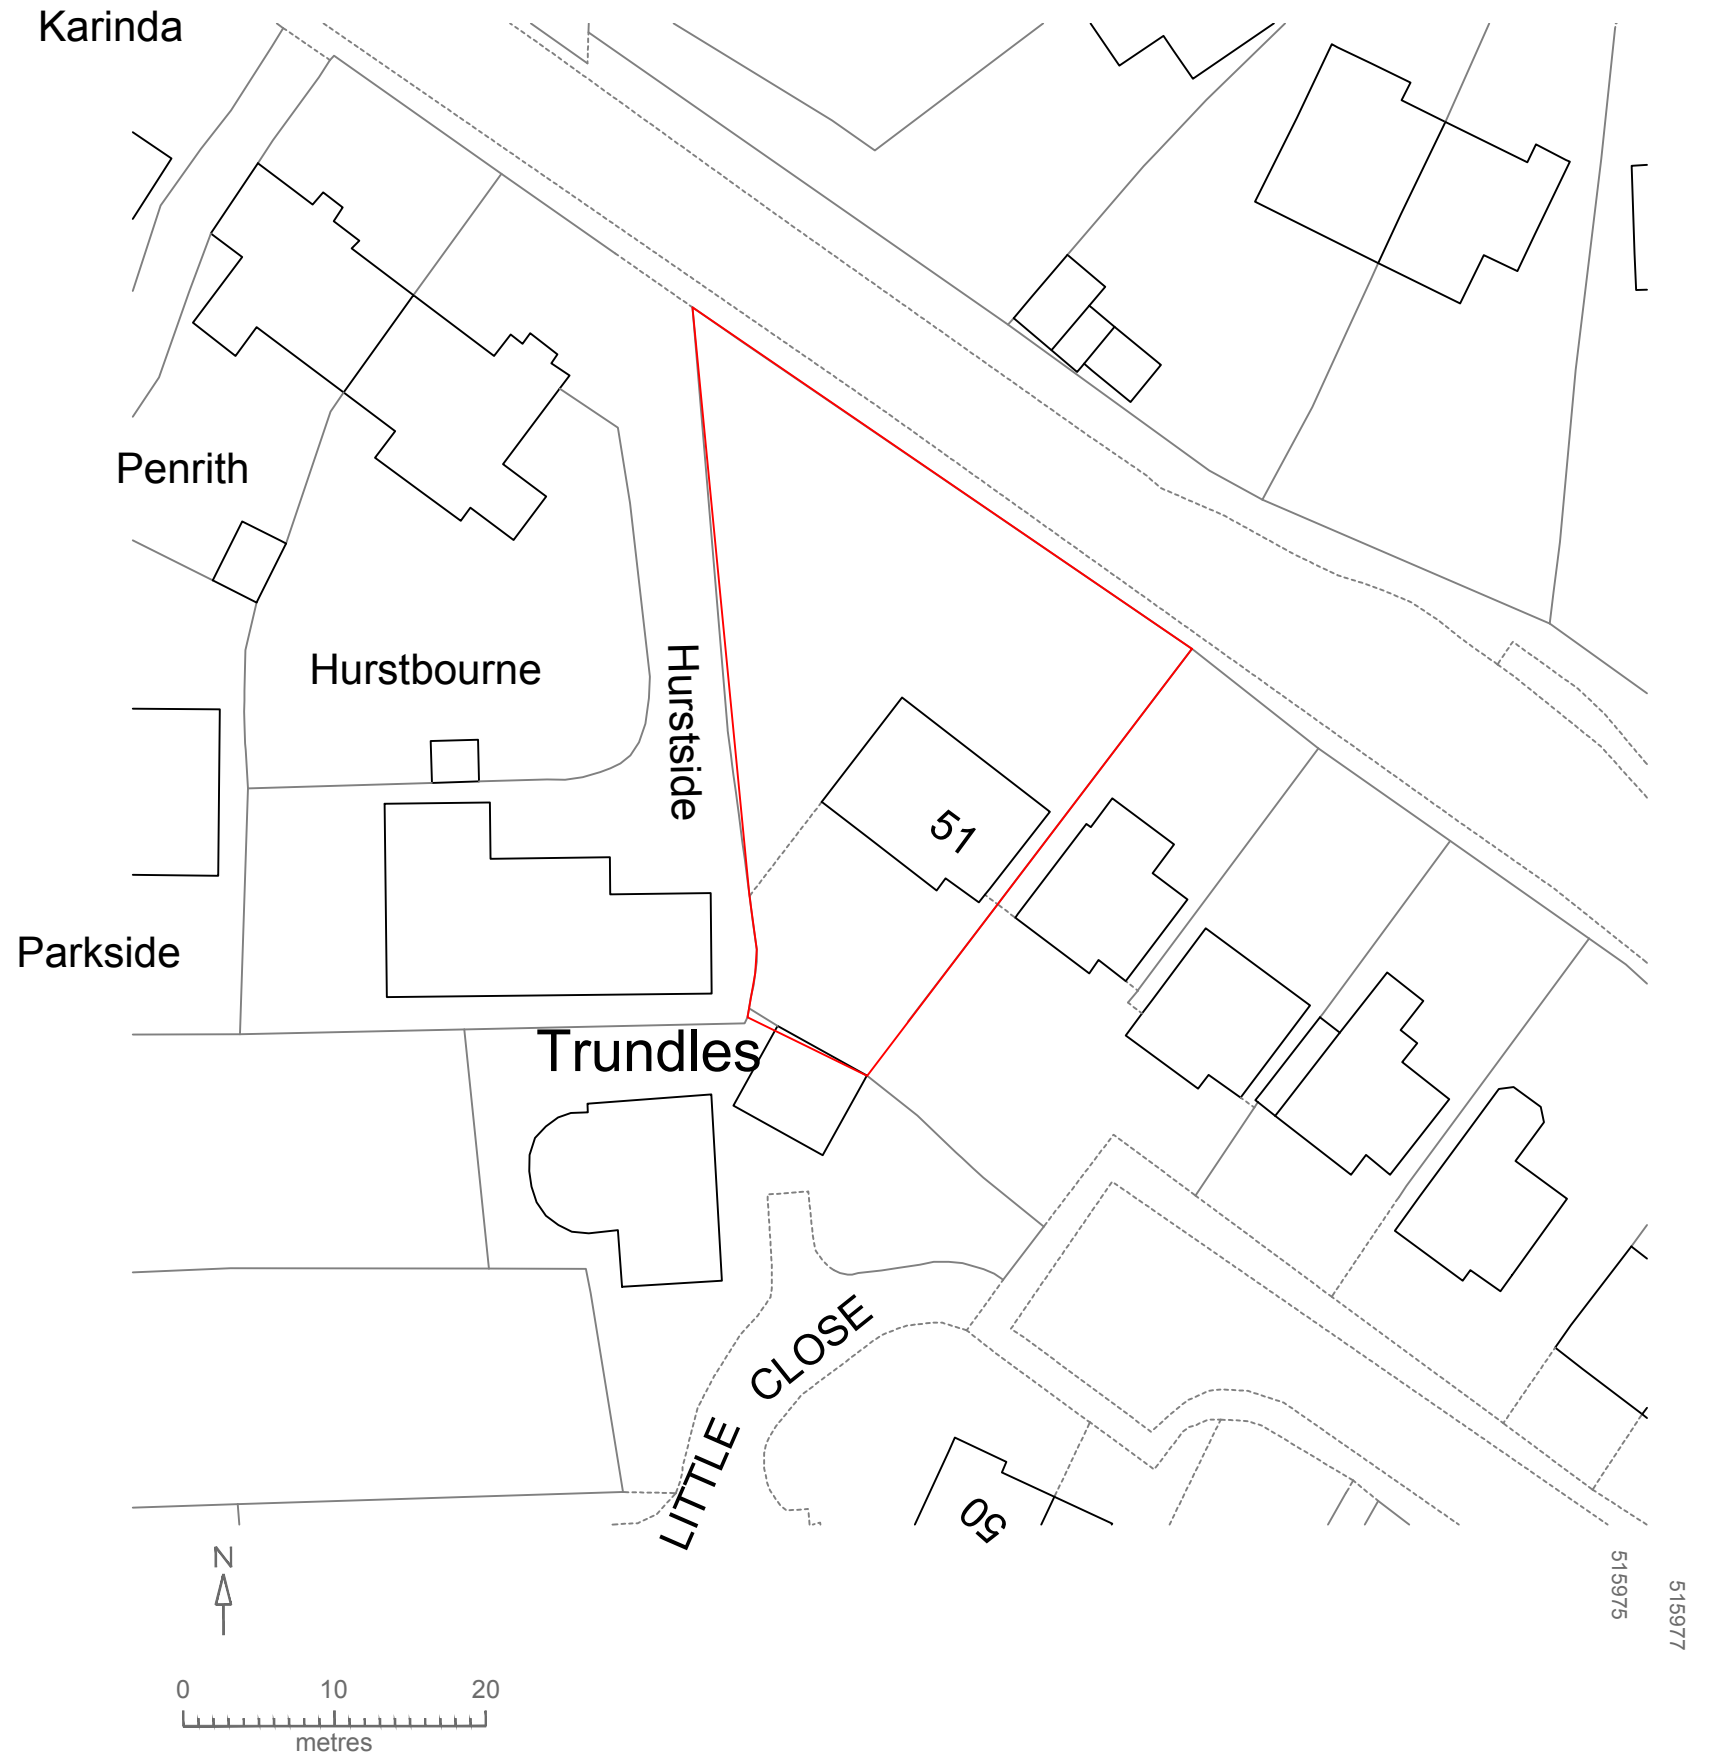 Karinda
Penrith
Hurstbourne
Hurstside
51
Parkside
Trundles
LITTLE CLOSE
50
N
515975
515977
0 10 20
metres